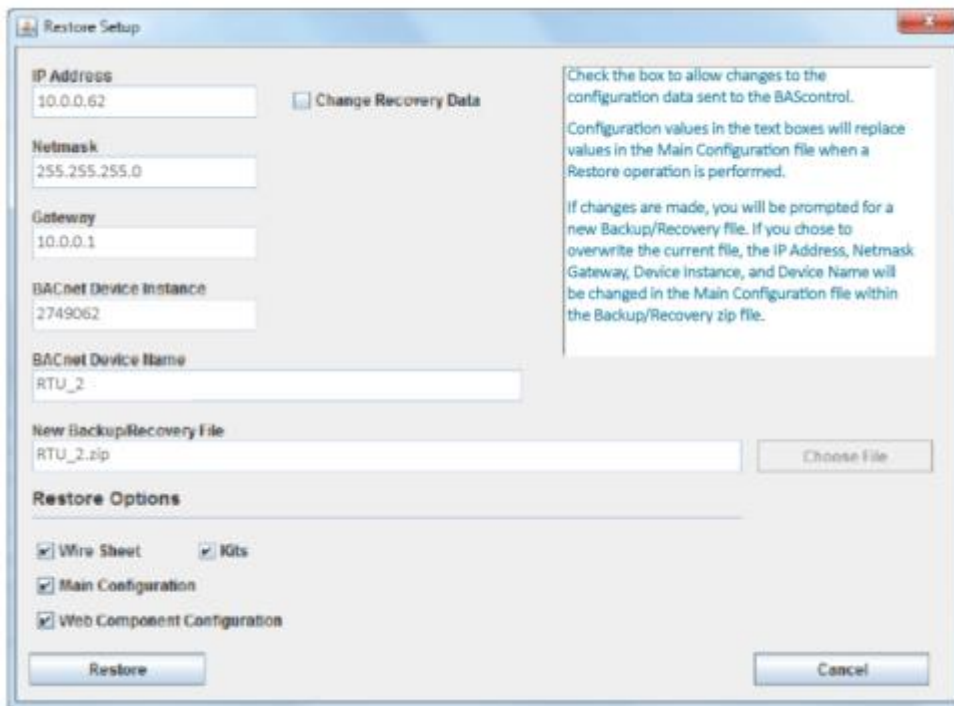 Restore Setup
IP Address
10.0.0.62
Change Recovery Data
Netmask
255.255.255.0
Gateway
10.0.0.1
BACnet Device Instance
2749062
BACnet Device Name
RTU_2
New Backup/Recovery File
RTU_2.zip
Choose File
Check the box to allow changes to the
configuration data sent to the BAScontrol.
Configuration values in the text boxes will replace
values in the Main Configuration file when a
Restore operation is performed.
If changes are made, you will be prompted for a
new Backup/Recovery file. If you chose to
overwrite the current file, the IP Address, Netmask
Gateway, Device Instance, and Device Name will
be changed in the Main Configuration file within
the Backup/Recovery zip file.
Restore Options
Wire Sheet
Kits
Main Configuration
Web Component Configuration
Restore
Cancel